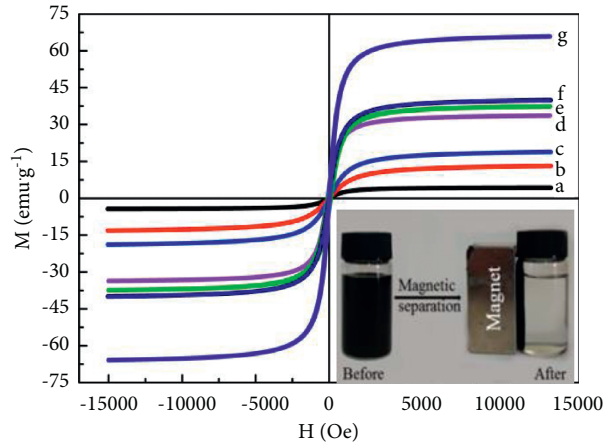 75
60
45
30
15
0
-15
-30
-45
-60
-75
M (emu g-1)
g
f
e
d
c
b
a
Magnetic
separation
Magnet
Before
After
-15000 -10000 -5000 0 5000 10000 15000
H (Oe)